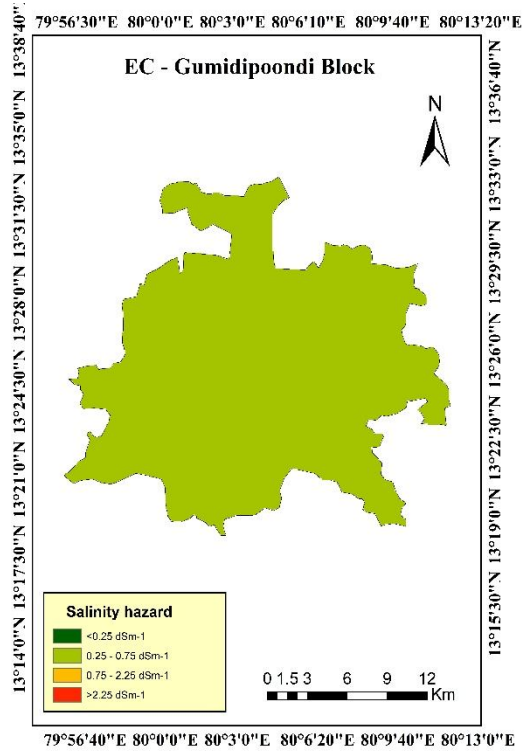 79°56'30"E 80°0'0"E 80°3'0"E 80°6'10"E 80°9'40"E 80°13'20"E
EC - Gumidipoondi Block
N
13°38'40"N
13°35'0"N
13°31'30"N
13°28'0"N
13°24'30"N
13°21'0"N
13°17'30"N
13°14'0"N
13°36'40"N
13°33'0"N
13°29'30"N
13°26'0"N
13°22'30"N
13°19'0"N
13°15'30"N
Salinity hazard
<0.25 dSm-1
0.25 - 0.75 dSm-1
0.75 - 2.25 dSm-1
>2.25 dSm-1
0 1.5 3 6 9 12
Km
79°56'40"E 80°0'0"E 80°3'0"E 80°6'20"E 80°9'40"E 80°13'0"E